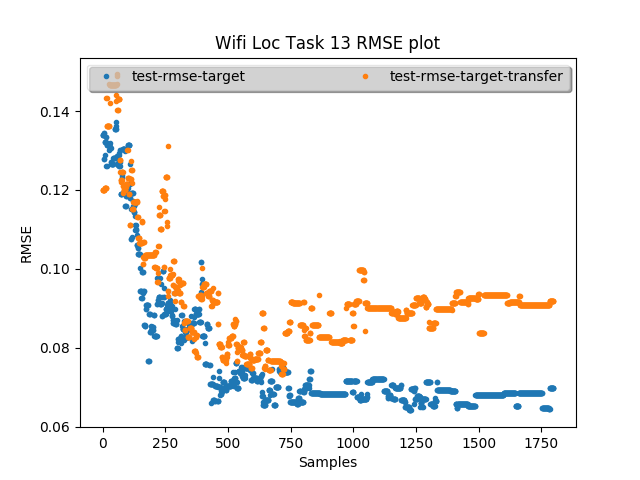 Wifi Loc Task 13 RMSE plot
test-rmse-target test-rmse-target-transfer
0.14
0.12
0.10
0.08
0.06
RMSE
0 250 500 750 1000 1250 1500 1750
Samples